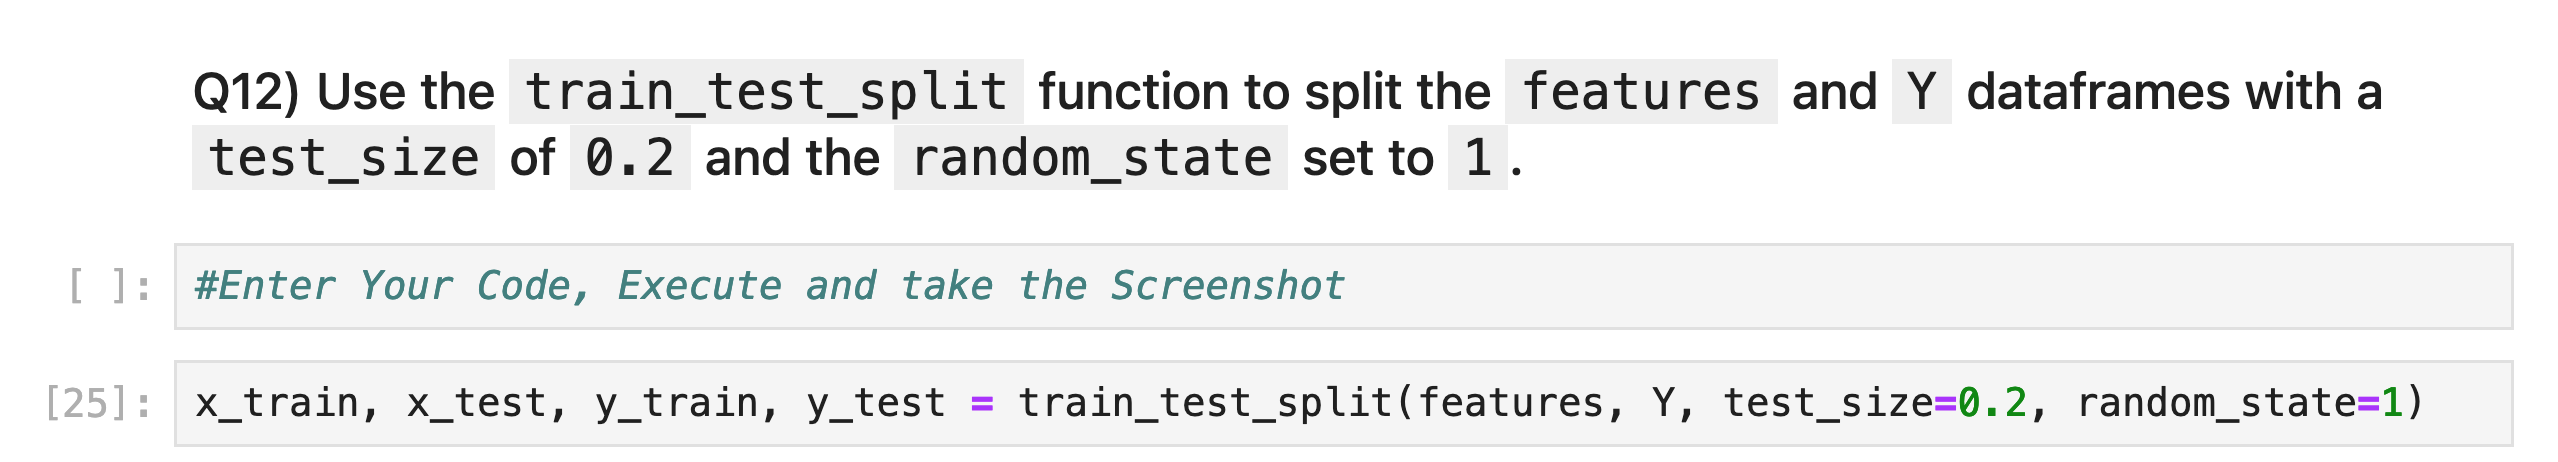 Q12) Use the train_test_split function to split the features and Y dataframes with a
test_size of 0.2 and the random_state set to 1.
[ ]: #Enter Your Code, Execute and take the Screenshot
[25]: x_train, x_test, y_train, y_test = train_test_split(features, Y, test_size=0.2, random_state=1)